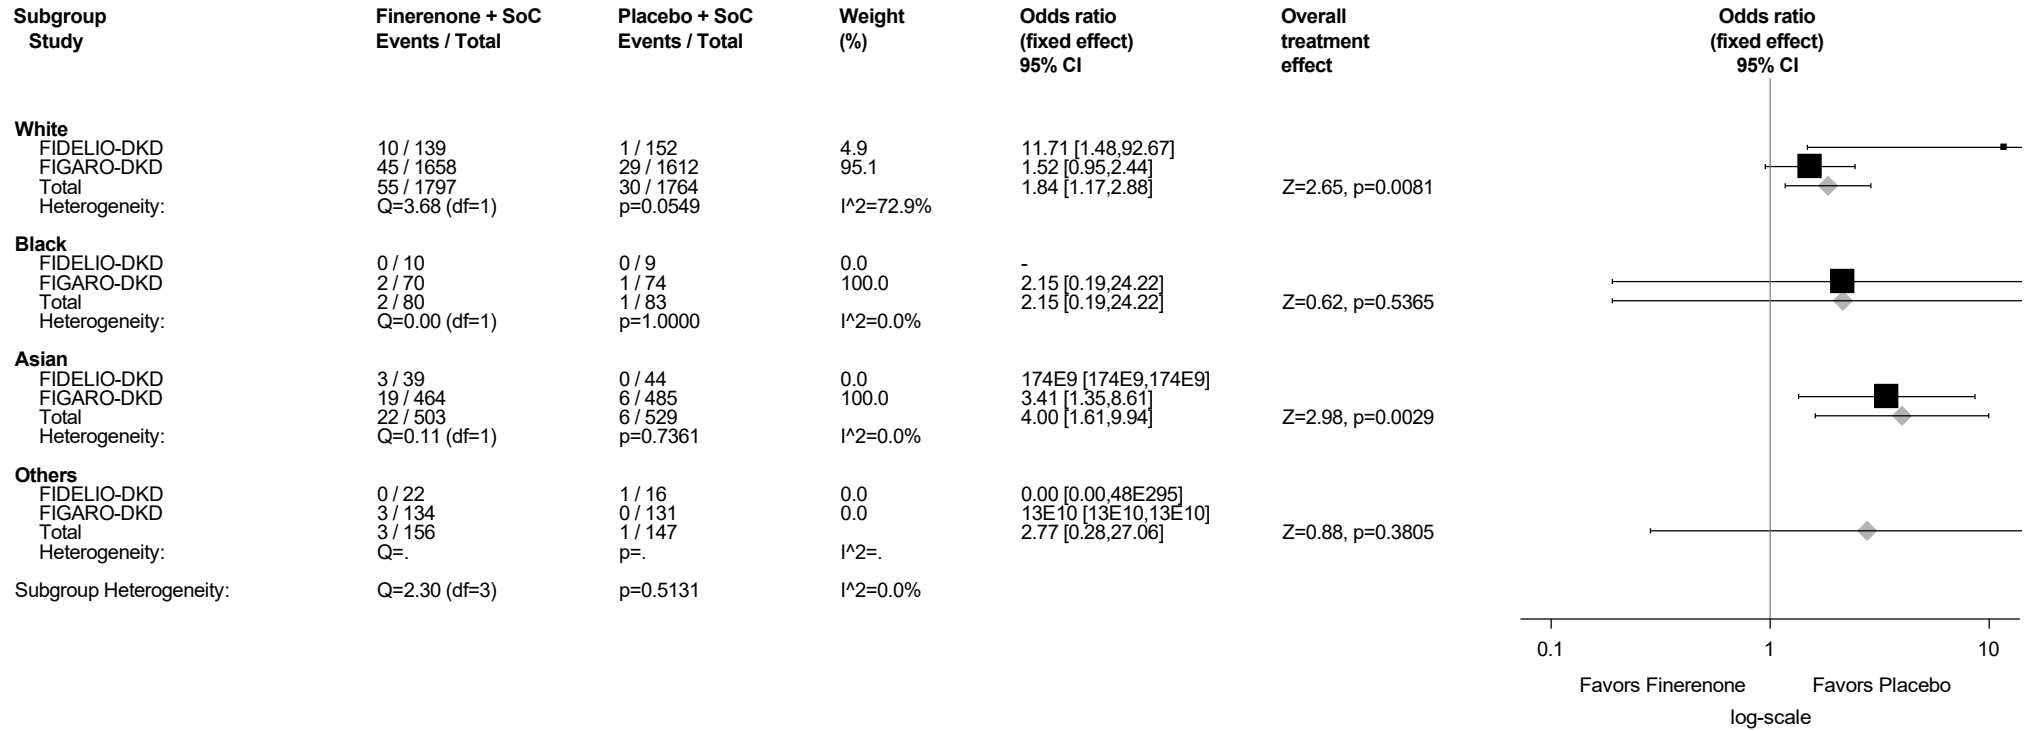 Subgroup Finerenone + SoC Placebo + SoC Weight Odds ratio Overall Odds ratio
Study Events / Total Events / Total (%) (fixed effect) treatment (fixed effect)
95% CI effect 95% CI
White
FIDELIO-DKD 10 / 139 1 / 152 4.9 11.71 [1.48,92.67]
FIGARO-DKD 45 / 1658 29 / 1612 95.1 1.52 [0.95,2.44]
Total 55 / 1797 30 / 1764 1.84 [1.17,2.88] Z=2.65, p=0.0081
Heterogeneity: Q=3.68 (df=1) p=0.0549 I^2=72.9%
Black
FIDELIO-DKD 0 / 10 0 / 9 0.0 -
FIGARO-DKD 2 / 70 1 / 74 100.0 2.15 [0.19,24.22]
Total 2 / 80 1 / 83 2.15 [0.19,24.22] Z=0.62, p=0.5365
Heterogeneity: Q=0.00 (df=1) p=1.0000 I^2=0.0%
Asian
FIDELIO-DKD 3 / 39 0 / 44 0.0 174E9 [174E9,174E9]
FIGARO-DKD 19 / 464 6 / 485 100.0 3.41 [1.35,8.61]
Total 22 / 503 6 / 529 4.00 [1.61,9.94] Z=2.98, p=0.0029
Heterogeneity: Q=0.11 (df=1) p=0.7361 I^2=0.0%
Others
FIDELIO-DKD 0 / 22 1 / 16 0.0 0.00 [0.00,48E295]
FIGARO-DKD 3 / 134 0 / 131 0.0 13E10 [13E10,13E10]
Total 3 / 156 1 / 147 2.77 [0.28,27.06] Z=0.88, p=0.3805
Heterogeneity: Q=. p=. I^2=.
Subgroup Heterogeneity: Q=2.30 (df=3) p=0.5131 I^2=0.0%
0.1 1 10
Favors Finerenone Favors Placebo
log-scale